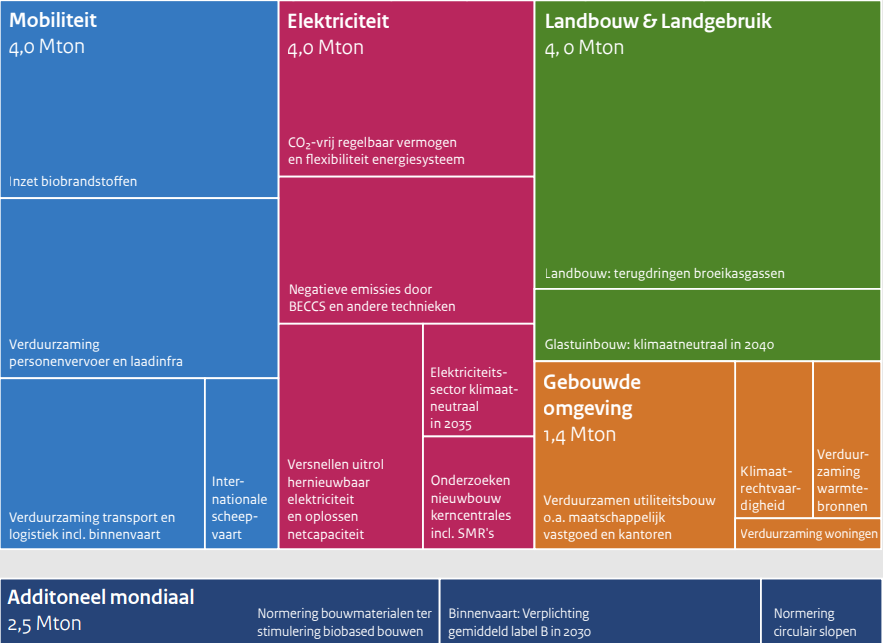 Mobiliteit
4,0 Mton
Inzet biobrandstoffen
Verduurzaming
personenvervoer en laadinfra
Verduurzaming transport en
logistiek incl. binnenvaart
Inter-
nationale
scheep-
vaart
Elektriciteit
4,0 Mton
CO₂-vrij regelbaar vermogen
en flexibiliteit energiesysteem
Negatieve emissies door
BECCS en andere technieken
Versnellen uitrol
hernieuwbaar
elektriciteit
en oplossen
netcapaciteit
Elektriciteits-
sector klimaat-
neutraal
in 2035
Onderzoeken
nieuwbouw
kerncentrales
incl. SMR's
Landbouw & Landgebruik
4, 0 Mton
Landbouw: terugdringen broeikasgassen
Glastuinbouw: klimaatneutraal in 2040
Gebouwde
omgeving
1,4 Mton
Verduurzamen utiliteitsbouw
o.a. maatschappelijk
vastgoed en kantoren
Klimaat-
rechtvaar-
digheid
Verduur-
zaming
warmte-
bronnen
Verduurzaming woningen
Additoneel mondiaal
2,5 Mton
Normering bouwmaterialen ter
stimulering biobased bouwen
Binnenvaart: Verplichting
gemiddeld label B in 2030
Normering
circulair slopen